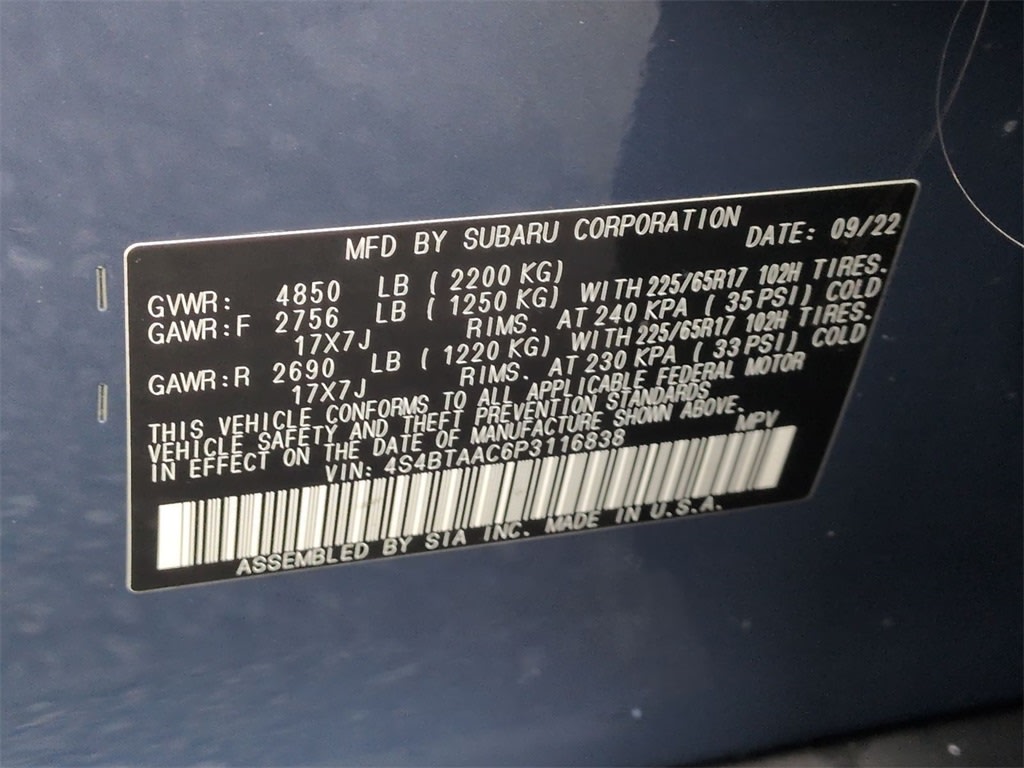 MFD BY SUBARU CORPORATION
DATE: 09/22
GVWR: 4850 LB ( 2200 KG)
GAWR:F 2756 LB ( 1250 KG) WITH 225/65R17 102H TIRES.
17X7J RIMS. AT 240 KPA ( 35 PSI) COLD
GAWR:R 2690 LB ( 1220 KG) WITH 225/65R17 102H TIRES.
17X7J RIMS. AT 230 KPA ( 33 PSI) COLD
THIS VEHICLE CONFORMS TO ALL APPLICABLE FEDERAL MOTOR
VEHICLE SAFETY AND THEFT PREVENTION STANDARDS
IN EFFECT ON THE DATE OF MANUFACTURE SHOWN ABOVE.
VIN: 4S4BTAAC6P3116838 MPV
ASSEMBLED BY SIA INC. MADE IN U.S.A.